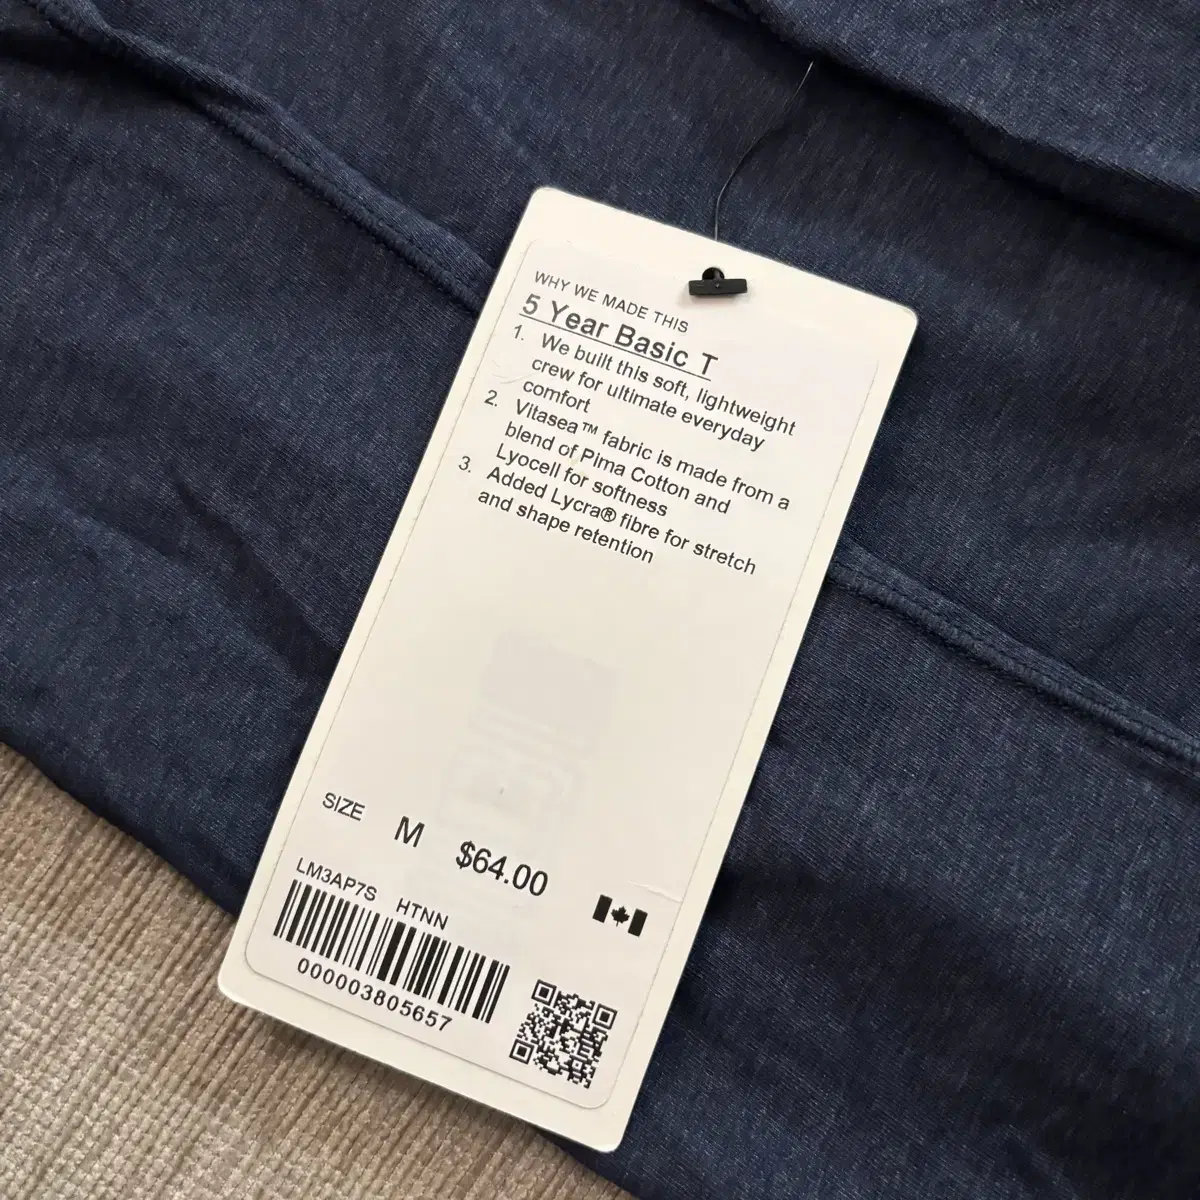 WHY WE MADE THIS
5 Year Basic T
1. We built this soft, lightweight
crew for ultimate everyday
comfort
2. Vitasea™ fabric is made from a
blend of Pima Cotton and
Lyocell for softness
3. Added Lycra® fibre for stretch
and shape retention
SIZE M $64.00
LM3AP7S HTNN
000003805657